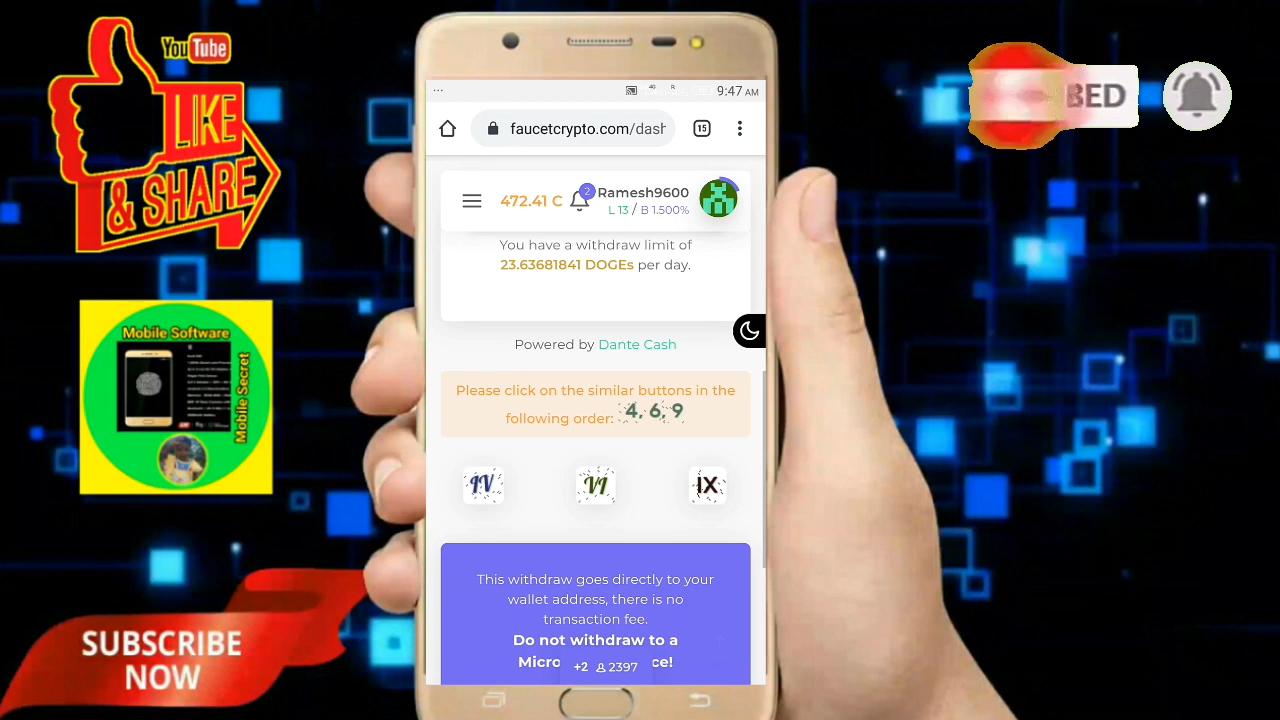 YouTube
LIKE
& SHARE
Mobile Software
Mobile Secret
SUBSCRIBE
NOW
BED
9:47 AM
faucetcrypto.com/dash
15
472.41 C
2
Ramesh9600
L 13 / B 1.500%
You have a withdraw limit of
23.63681841 DOGEs per day.
Powered by Dante Cash
Please click on the similar buttons in the
following order: 4, 6, 9
IV
VI
IX
This withdraw goes directly to your
wallet address, there is no
transaction fee.
Do not withdraw to a
Micro ce!
+2 2397